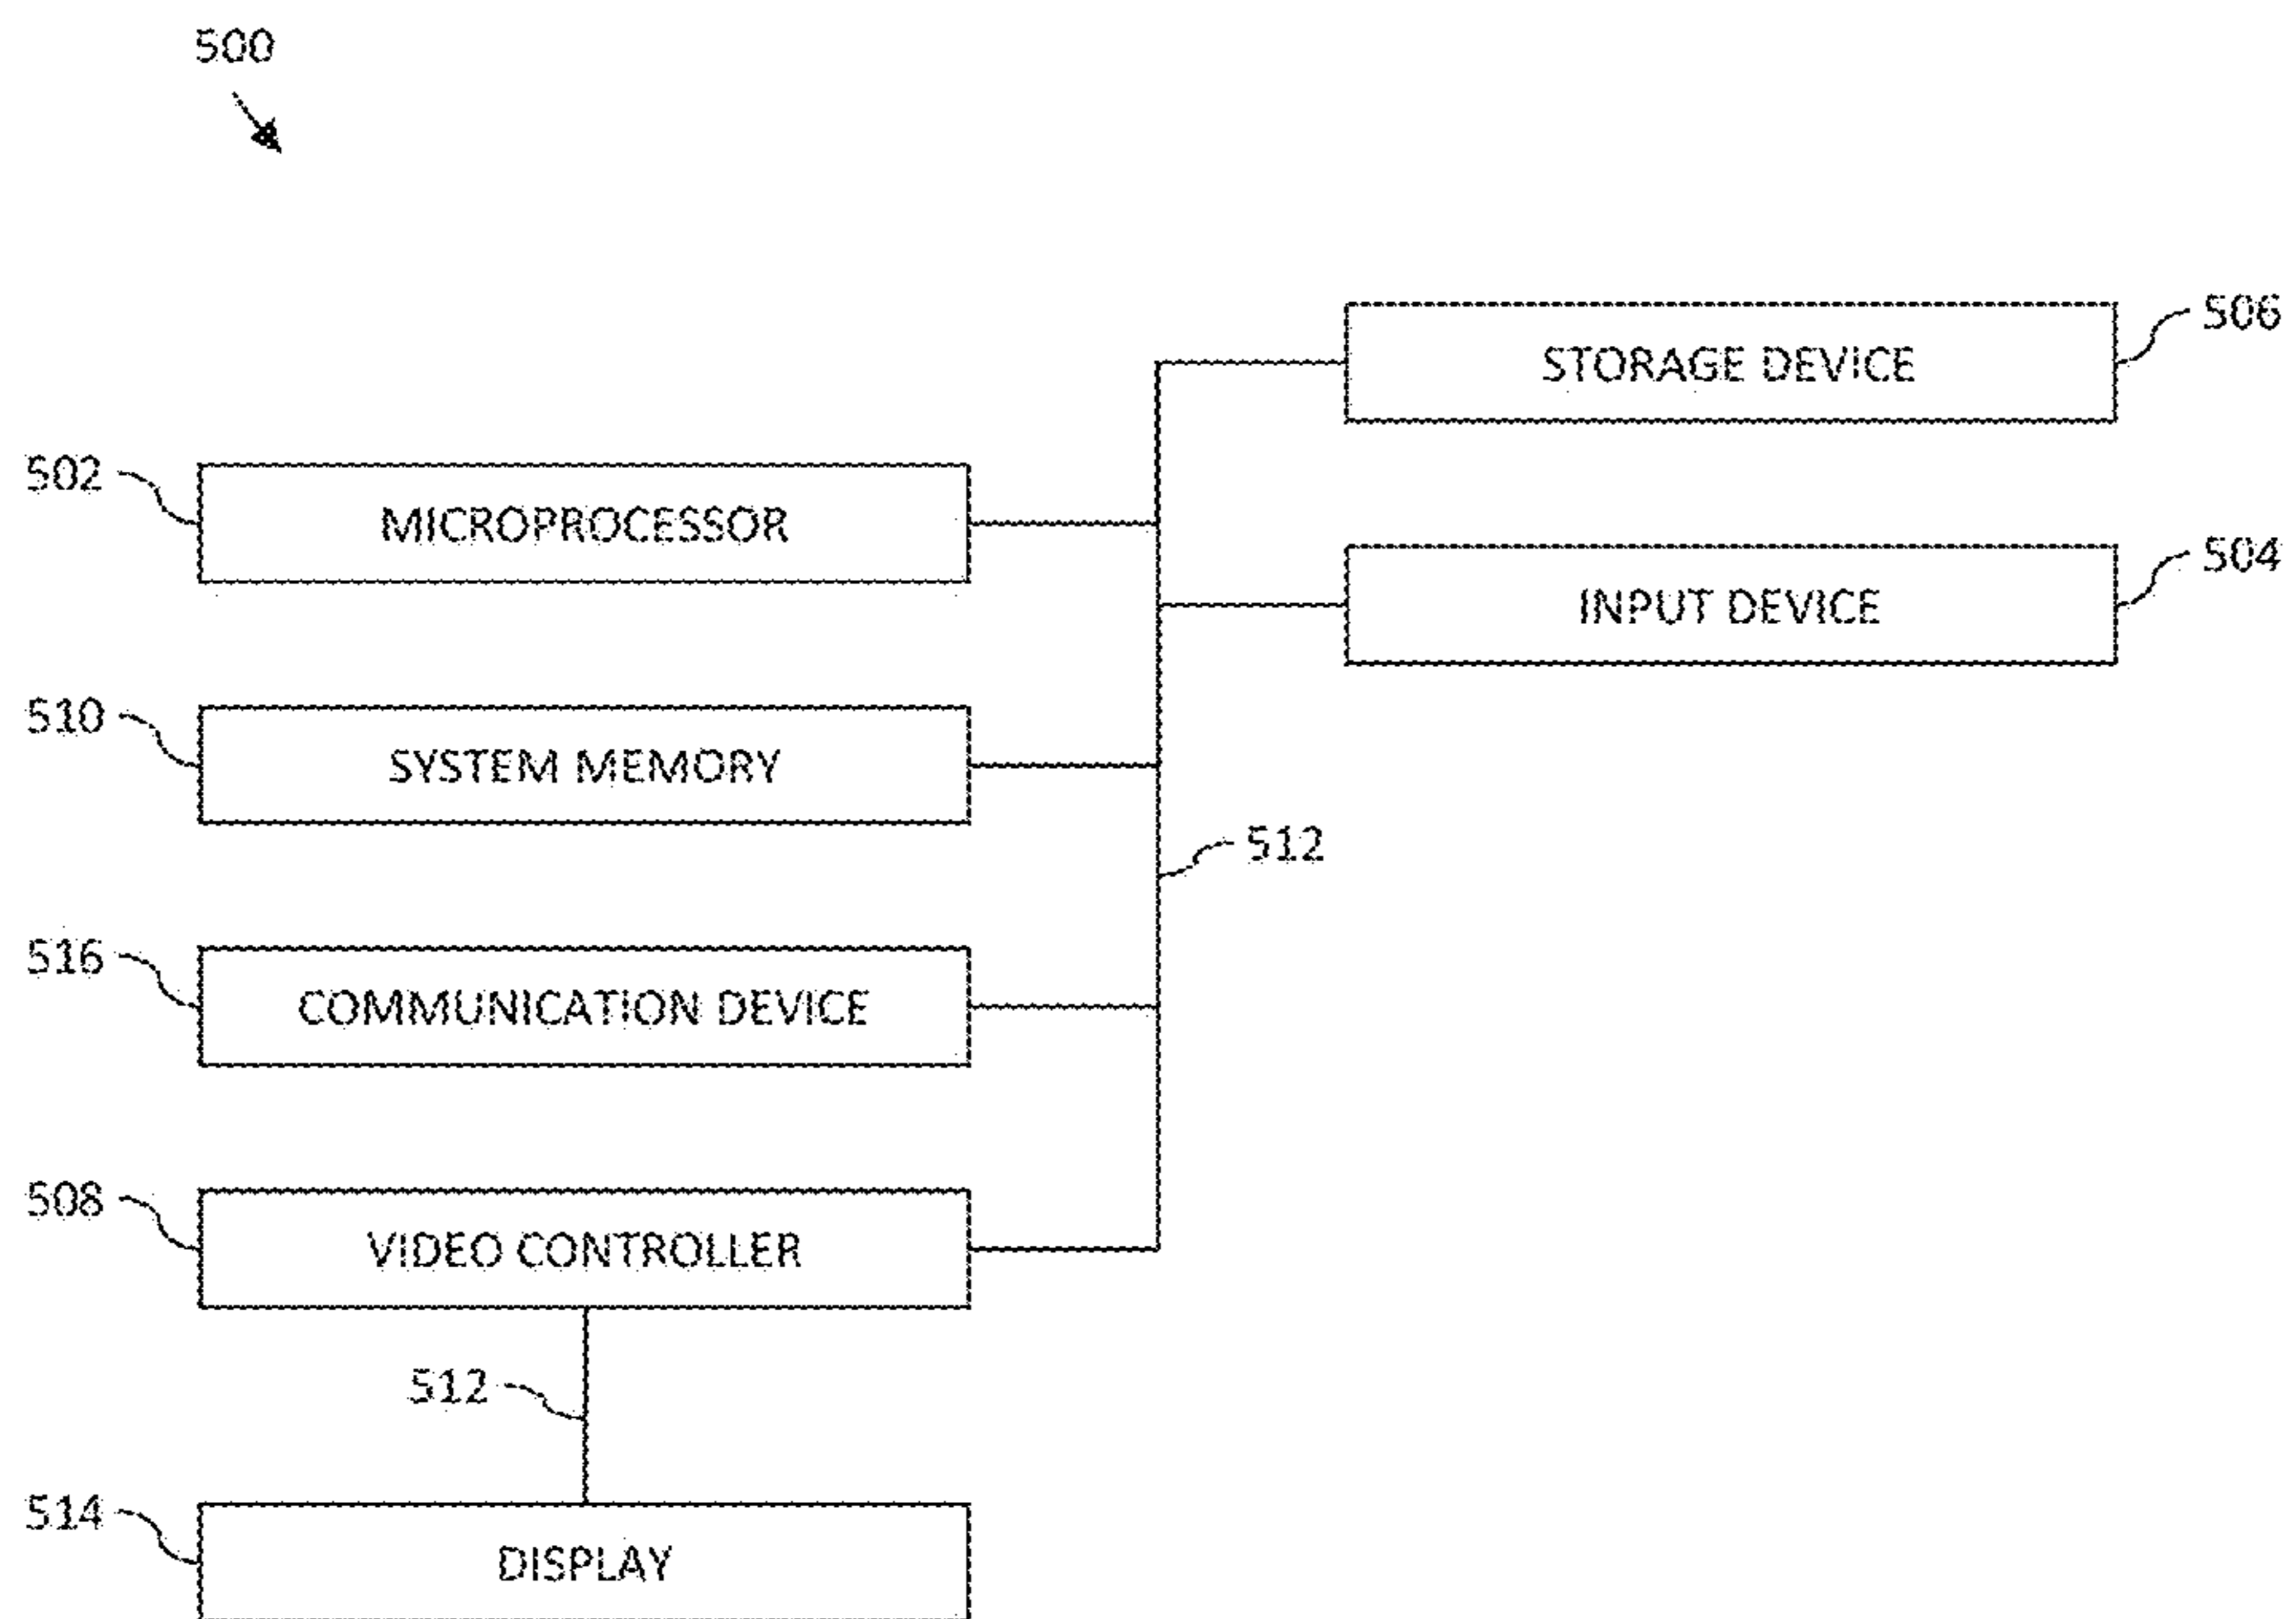 500
506
STORAGE DEVICE
502
MICROPROCESSOR
504
INPUT DEVICE
510
SYSTEM MEMORY
512
516
COMMUNICATION DEVICE
508
VIDEO CONTROLLER
512
514
DISPLAY